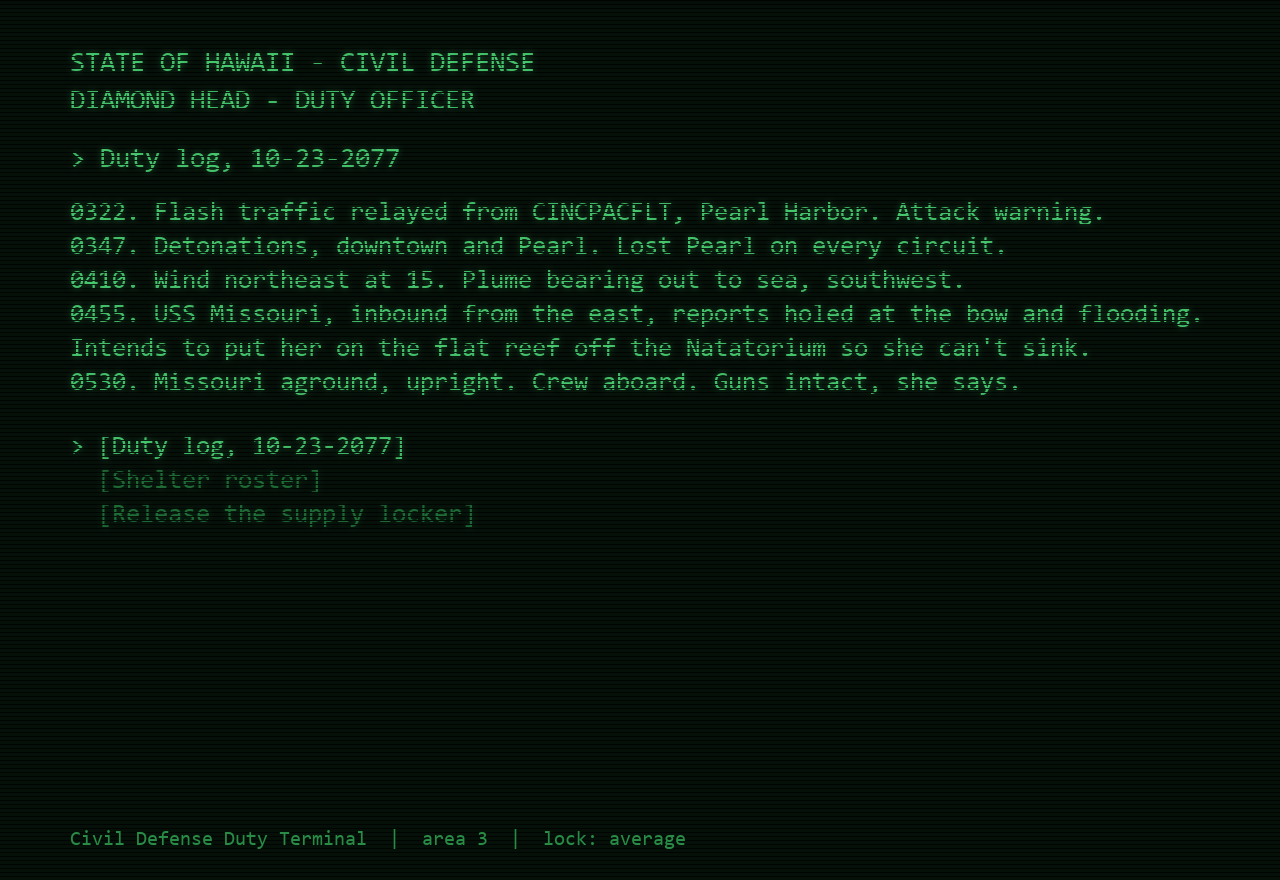 STATE OF HAWAII - CIVIL DEFENSE
DIAMOND HEAD - DUTY OFFICER
> Duty log, 10-23-2077
0322. Flash traffic relayed from CINCPACFLT, Pearl Harbor. Attack warning.
0347. Detonations, downtown and Pearl. Lost Pearl on every circuit.
0410. Wind northeast at 15. Plume bearing out to sea, southwest.
0455. USS Missouri, inbound from the east, reports holed at the bow and flooding.
Intends to put her on the flat reef off the Natatorium so she can't sink.
0530. Missouri aground, upright. Crew aboard. Guns intact, she says.
> [Duty log, 10-23-2077]
[Shelter roster]
[Release the supply locker]
Civil Defense Duty Terminal | area 3 | lock: average